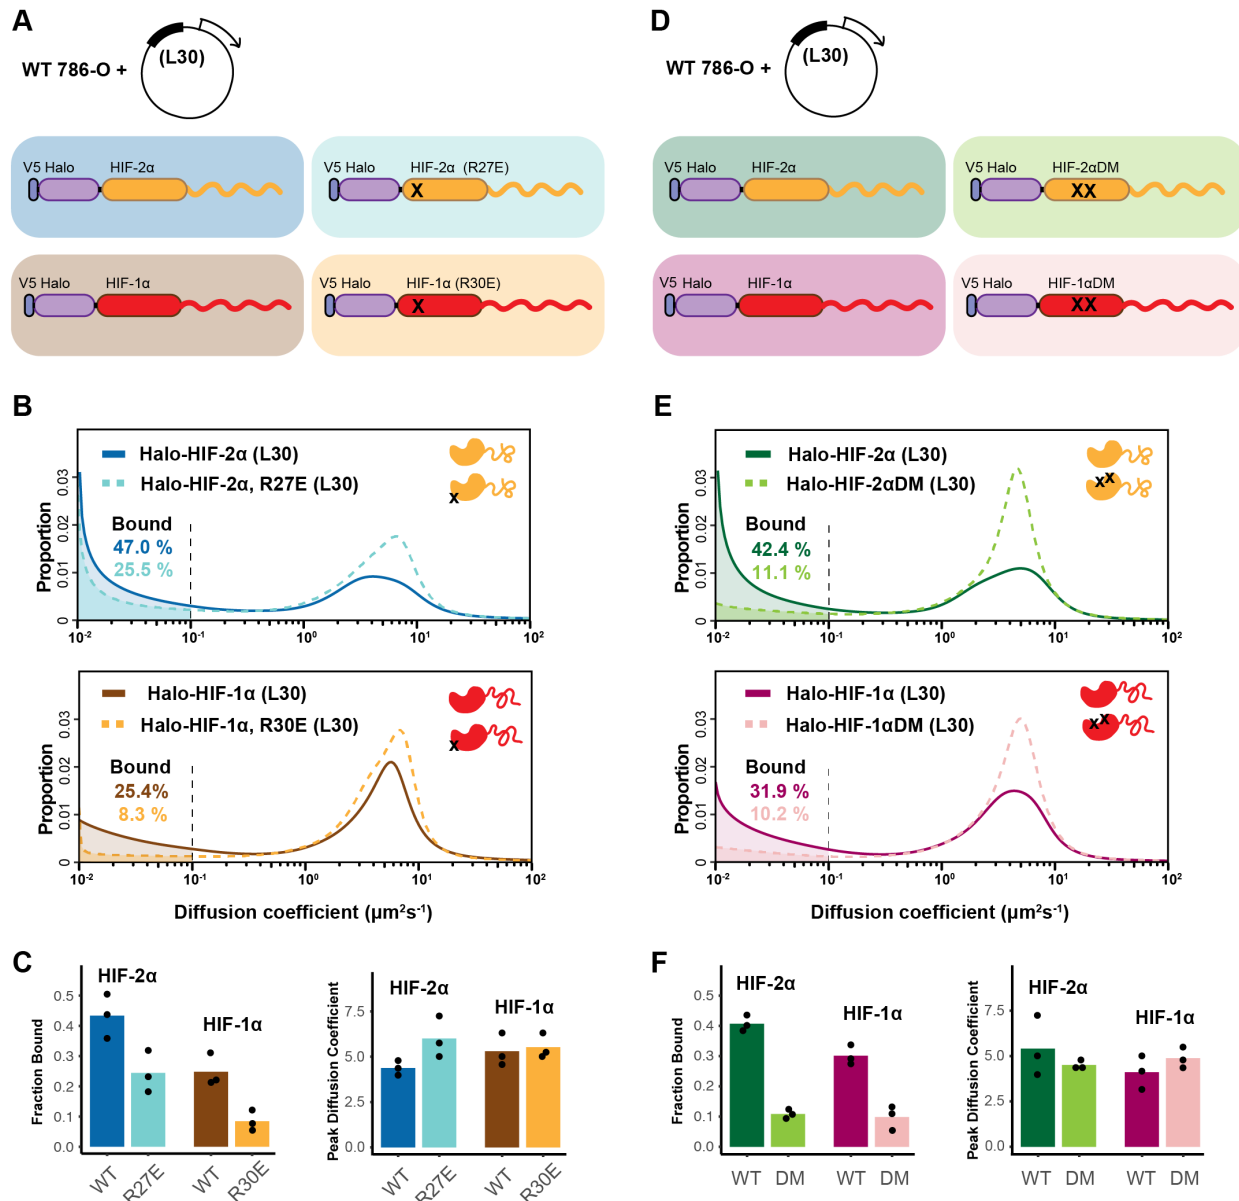 A
WT 786-O +
(L30)
V5 Halo HIF-2α
V5 Halo HIF-2α (R27E)
X
V5 Halo HIF-1α
V5 Halo HIF-1α (R30E)
X
B
Proportion
0 0.01 0.02 0.03
Halo-HIF-2α (L30)
Halo-HIF-2α, R27E (L30)
x
Bound
47.0 %
25.5 %
10-2 10-1 100 101 102
Proportion
0 0.01 0.02 0.03
Halo-HIF-1α (L30)
Halo-HIF-1α, R30E (L30)
x
Bound
25.4%
8.3 %
10-2 10-1 100 101 102
Diffusion coefficient (µm2s-1)
C
Fraction Bound
0.5
0.4
0.3
0.2
0.1
0.0
HIF-2α
HIF-1α
WT R27E WT R30E
Peak Diffusion Coefficient
7.5
5.0
2.5
0.0
HIF-2α
HIF-1α
WT R27E WT R30E
D
WT 786-O +
(L30)
V5 Halo HIF-2α
V5 Halo HIF-2αDM
XX
V5 Halo HIF-1α
V5 Halo HIF-1αDM
XX
E
Proportion
0 0.01 0.02 0.03
Halo-HIF-2α (L30)
Halo-HIF-2αDM (L30)
x x
Bound
42.4 %
11.1 %
10-2 10-1 100 101 102
Proportion
0 0.01 0.02 0.03
Halo-HIF-1α (L30)
Halo-HIF-1αDM (L30)
x x
Bound
31.9 %
10.2 %
10-2 10-1 100 101 102
Diffusion coefficient (µm2s-1)
F
Fraction Bound
0.5
0.4
0.3
0.2
0.1
0.0
HIF-2α
HIF-1α
WT DM WT DM
Peak Diffusion Coefficient
7.5
5.0
2.5
0.0
HIF-2α
HIF-1α
WT DM WT DM